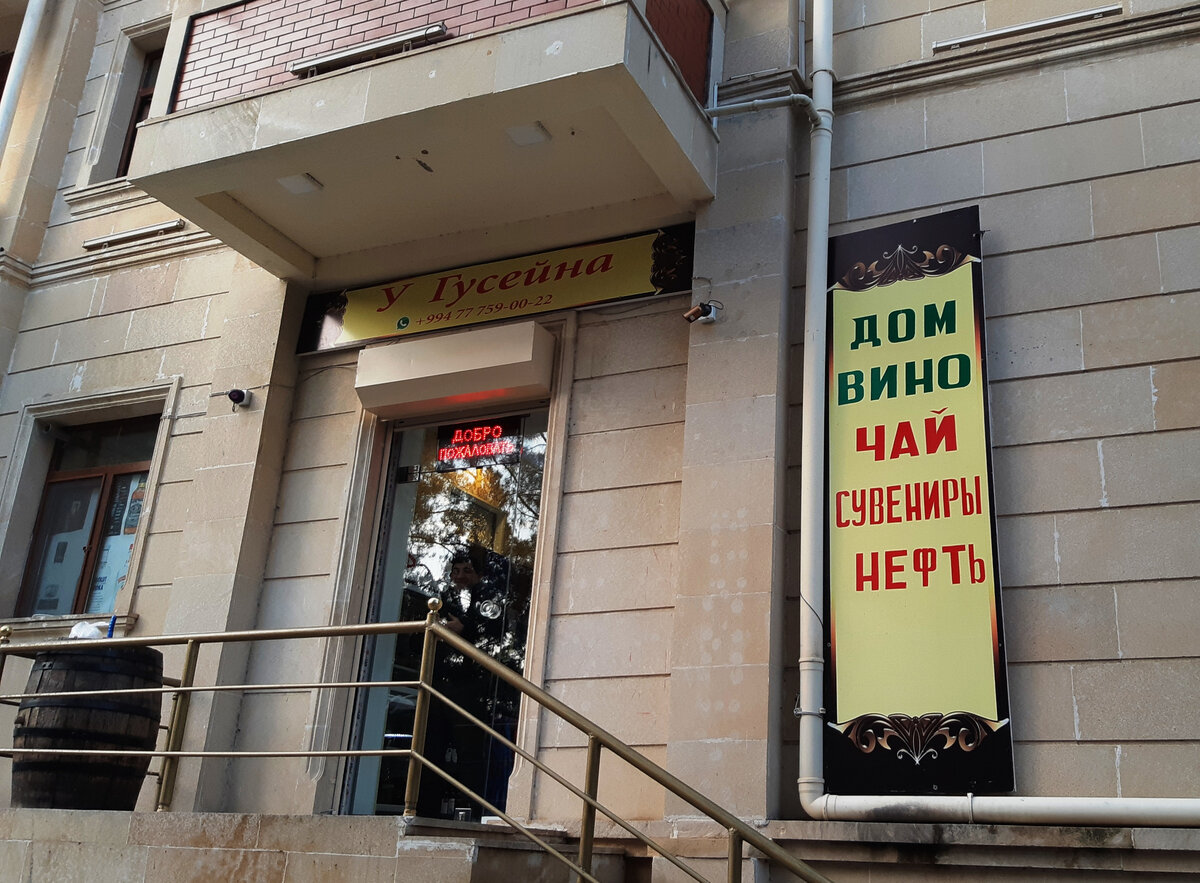 У Гусейна
+994 77 759-00-22
ДОБРО
ПОЖАЛОВАТЬ
ДОМ
ВИНО
ЧАЙ
СУВЕНИРЫ
НЕФТЬ